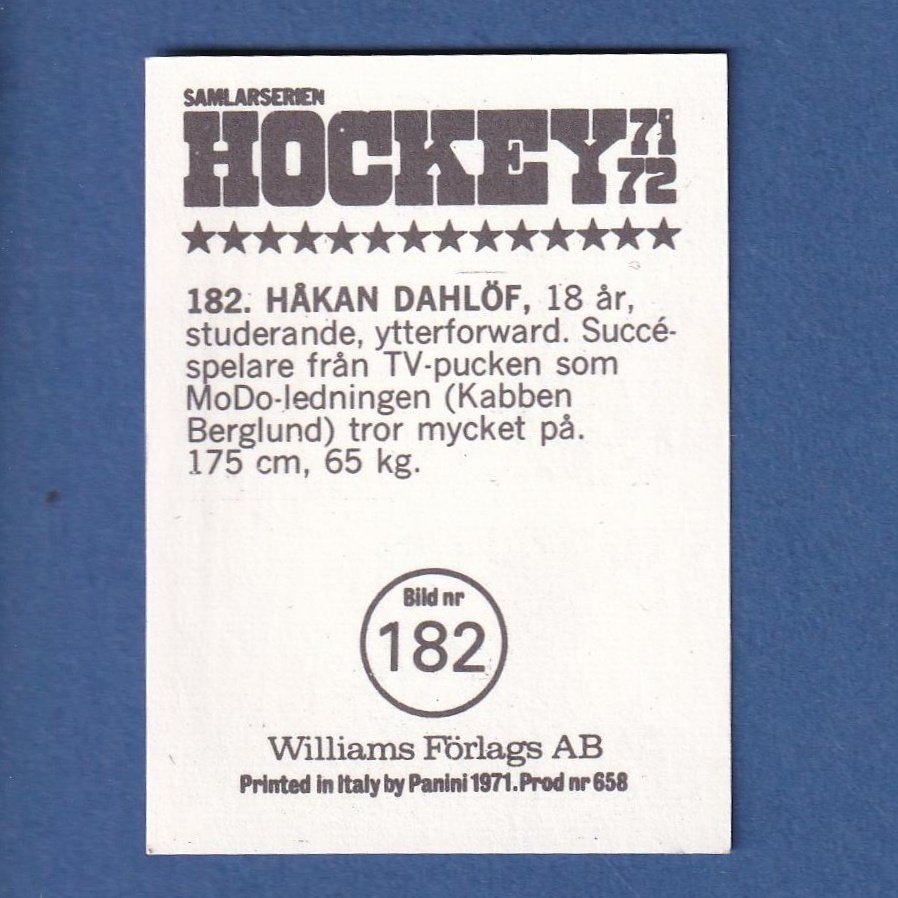 SAMLARSERIEN
HOCKEY 71 72
182. HÅKAN DAHLÖF, 18 år,
studerande, ytterforward. Succé-
spelare från TV-pucken som
MoDo-ledningen (Kabben
Berglund) tror mycket på.
175 cm, 65 kg.
Bild nr
182
Williams Förlags AB
Printed in Italy by Panini 1971. Prod nr 658